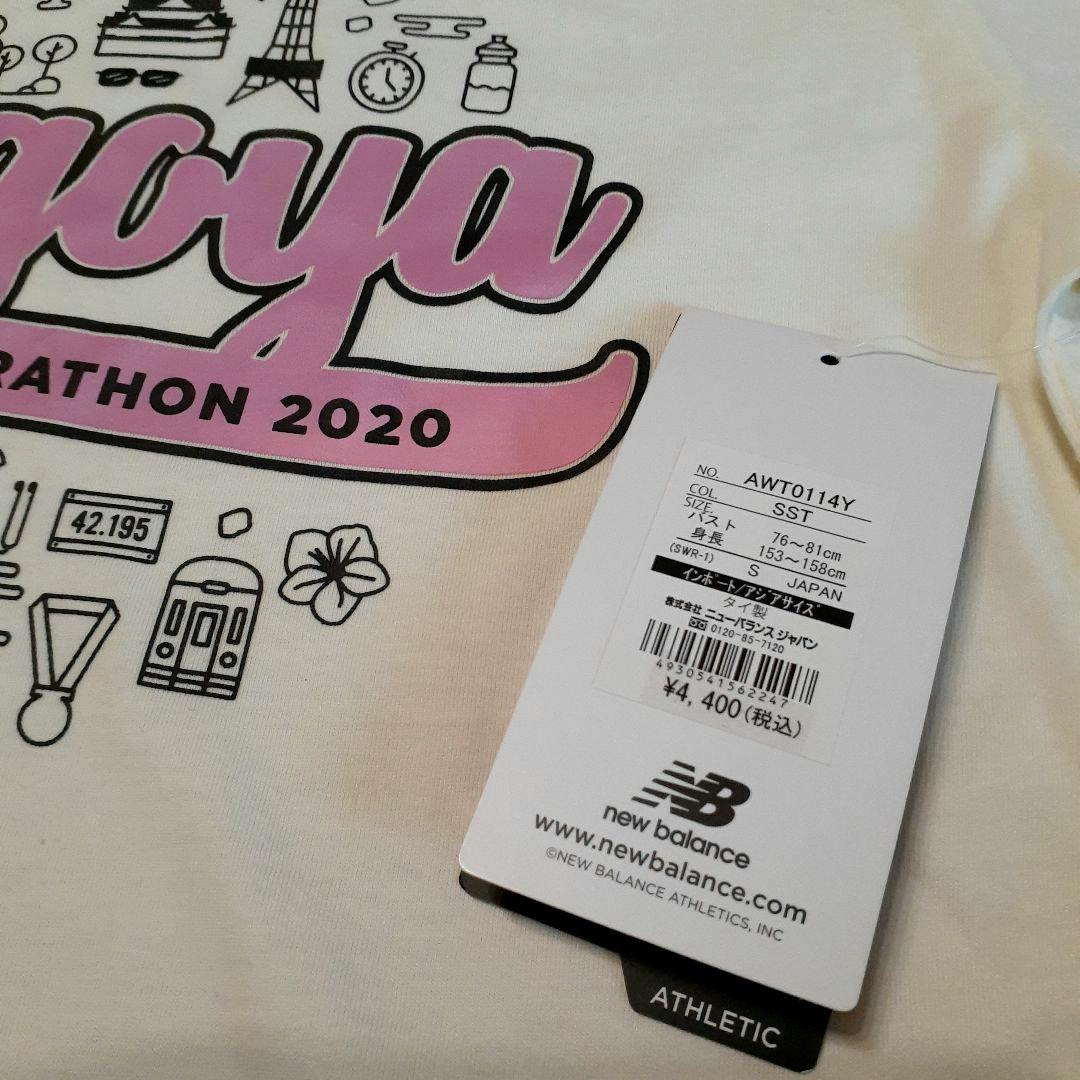 goya
RATHON 2020
42.195
NO. AWT0114Y
COL. SST
SIZE
バスト 76～81cm
身長 153～158cm
(SWR-1) S JAPAN
インポート/アジアサイズ
タイ製
株式会社 ニューバランス ジャパン
0120-85-7120
4930541562247
¥4,400(税込)
NB
new balance
www.newbalance.com
©NEW BALANCE ATHLETICS, INC
ATHLETIC